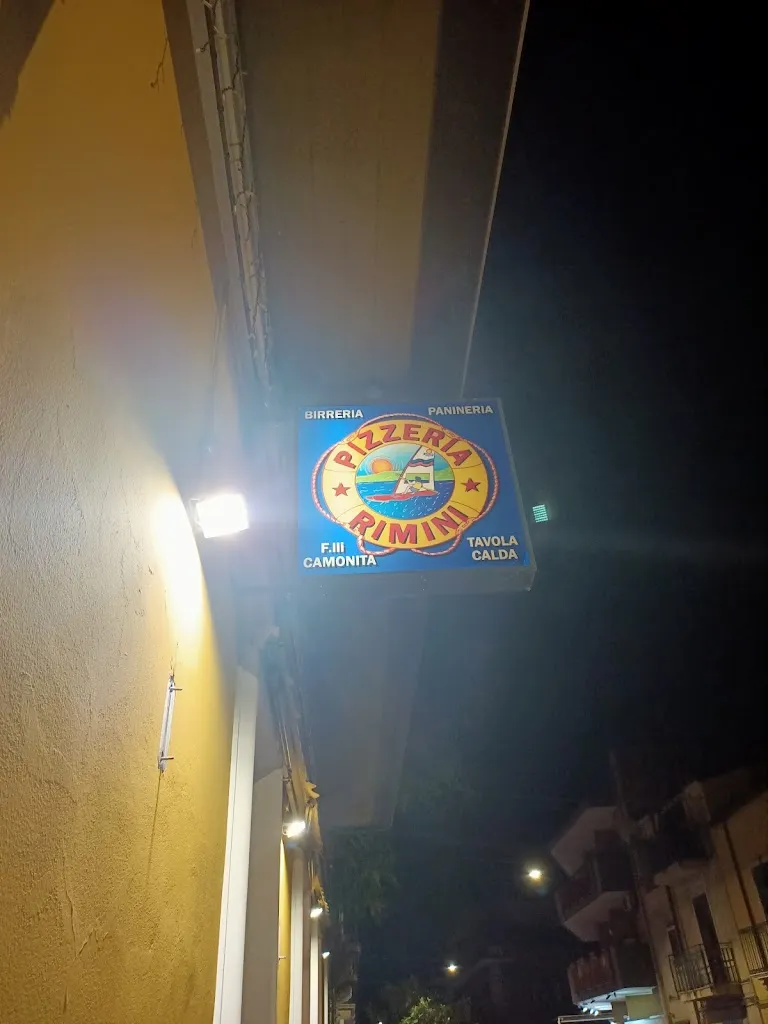 BIRRERIA
PANINERIA
PIZZERIA
RIMINI
F.lli
CAMONITA
TAVOLA
CALDA